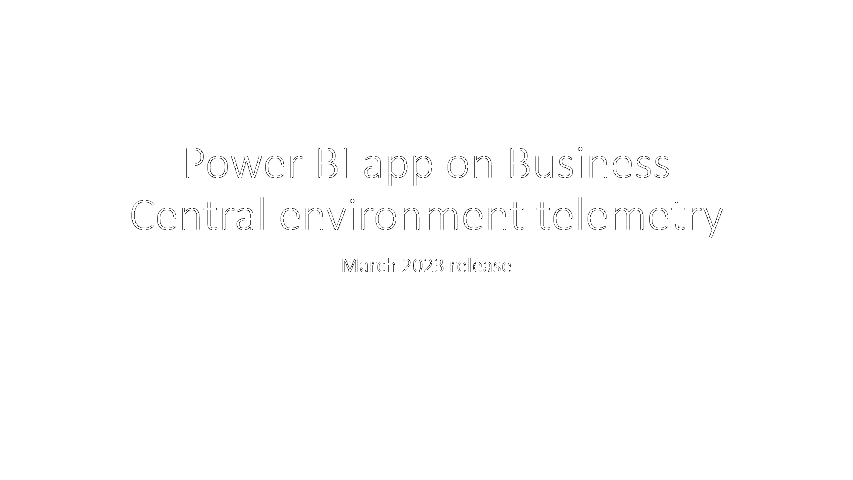 Power BI app on Business
Central environment telemetry
March 2023 release